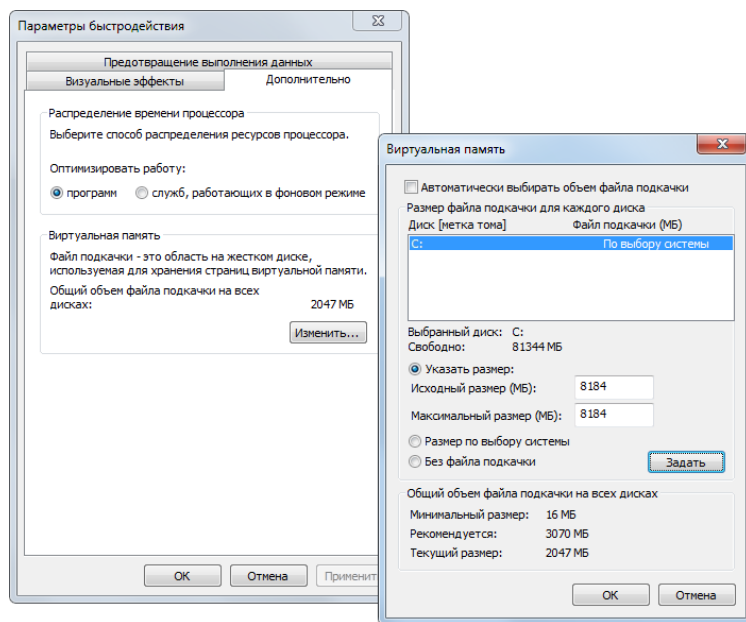 Параметры быстродействия
Предотвращение выполнения данных
Визуальные эффекты
Дополнительно
Распределение времени процессора
Выберите способ распределения ресурсов процессора.
Оптимизировать работу:
программ
служб, работающих в фоновом режиме
Виртуальная память
Файл подкачки - это область на жестком диске,
используемая для хранения страниц виртуальной памяти.
Общий объем файла подкачки на всех
дисках:
2047 МБ
Изменить...
ОК
Отмена
Применит
Виртуальная память
Автоматически выбирать объем файла подкачки
Размер файла подкачки для каждого диска
Диск [метка тома]
Файл подкачки (МБ)
C:
По выбору системы
Выбранный диск: C:
Свободно: 81344 МБ
Указать размер:
Исходный размер (МБ): 8184
Максимальный размер (МБ): 8184
Размер по выбору системы
Без файла подкачки
Задать
Общий объем файла подкачки на всех дисках
Минимальный размер: 16 МБ
Рекомендуется: 3070 МБ
Текущий размер: 2047 МБ
ОК
Отмена